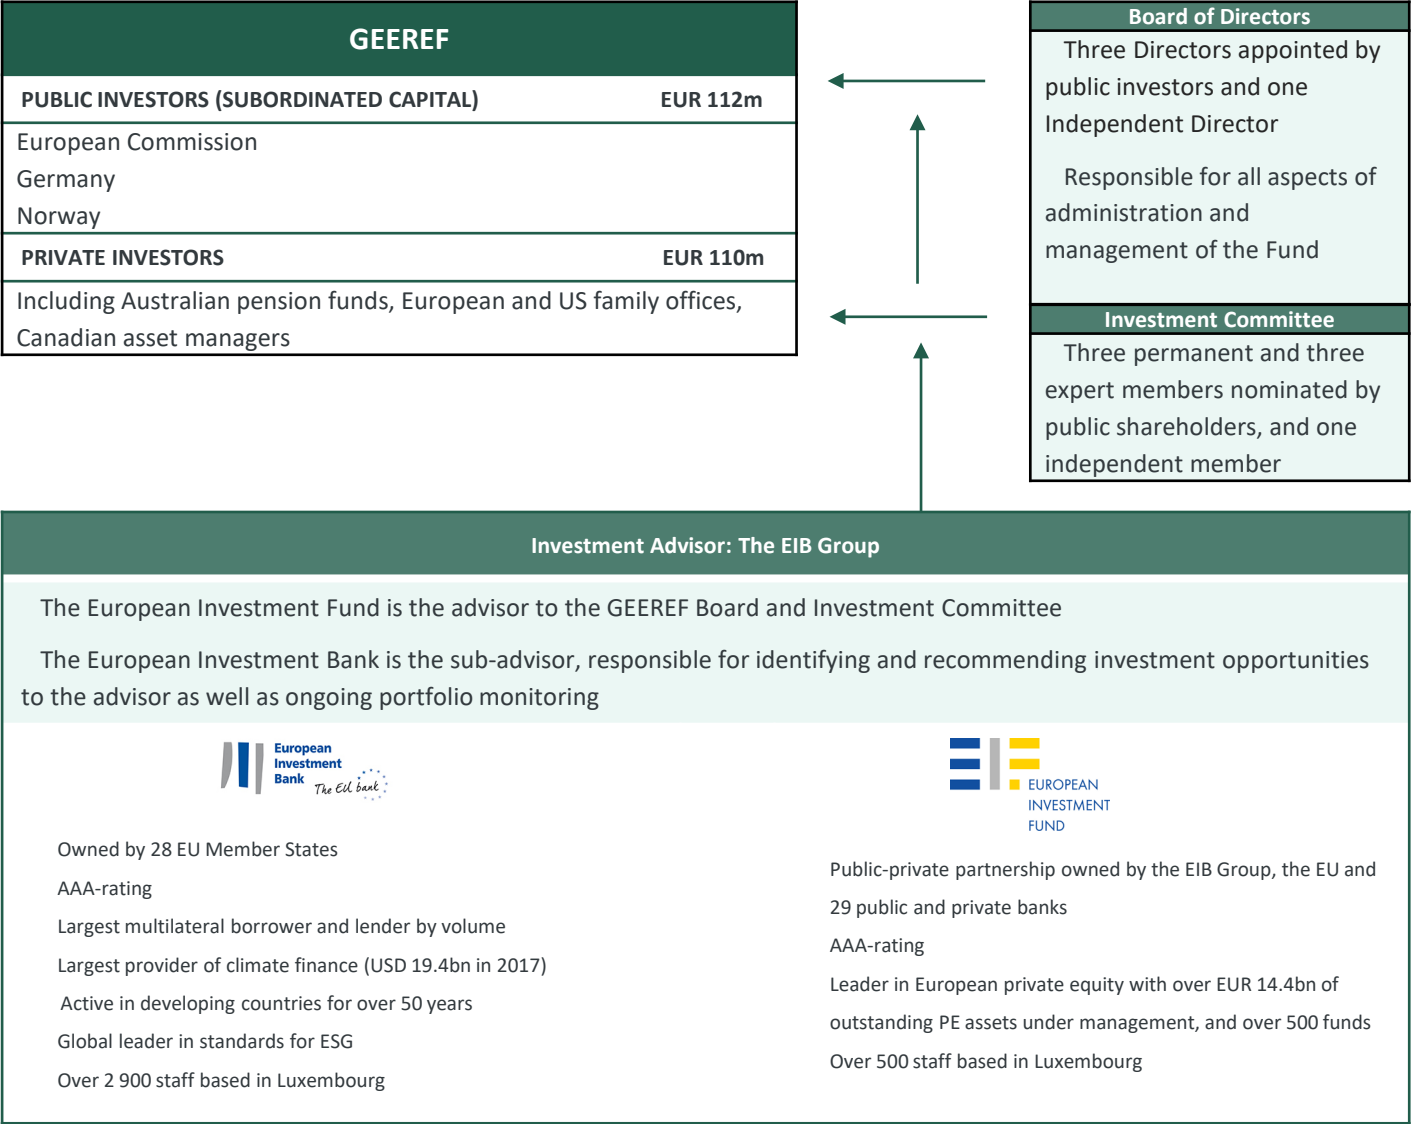 GEEREF
PUBLIC INVESTORS (SUBORDINATED CAPITAL) EUR 112m
European Commission
Germany
Norway
PRIVATE INVESTORS EUR 110m
Including Australian pension funds, European and US family offices,
Canadian asset managers
Board of Directors
Three Directors appointed by
public investors and one
Independent Director
Responsible for all aspects of
administration and
management of the Fund
Investment Committee
Three permanent and three
expert members nominated by
public shareholders, and one
independent member
Investment Advisor: The EIB Group
The European Investment Fund is the advisor to the GEEREF Board and Investment Committee
The European Investment Bank is the sub-advisor, responsible for identifying and recommending investment opportunities
to the advisor as well as ongoing portfolio monitoring
European
Investment
Bank
The EU bank
Owned by 28 EU Member States
AAA-rating
Largest multilateral borrower and lender by volume
Largest provider of climate finance (USD 19.4bn in 2017)
Active in developing countries for over 50 years
Global leader in standards for ESG
Over 2 900 staff based in Luxembourg
EIF
EUROPEAN
INVESTMENT
FUND
Public-private partnership owned by the EIB Group, the EU and
29 public and private banks
AAA-rating
Leader in European private equity with over EUR 14.4bn of
outstanding PE assets under management, and over 500 funds
Over 500 staff based in Luxembourg